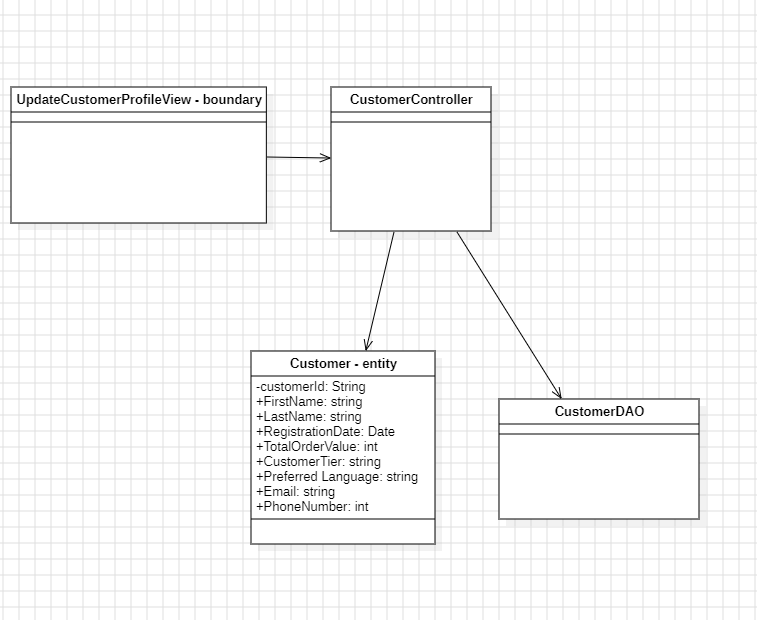 UpdateCustomerProfileView - boundary
CustomerController
Customer - entity
-customerId: String
+FirstName: string
+LastName: string
+RegistrationDate: Date
+TotalOrderValue: int
+CustomerTier: string
+Preferred Language: string
+Email: string
+PhoneNumber: int
CustomerDAO